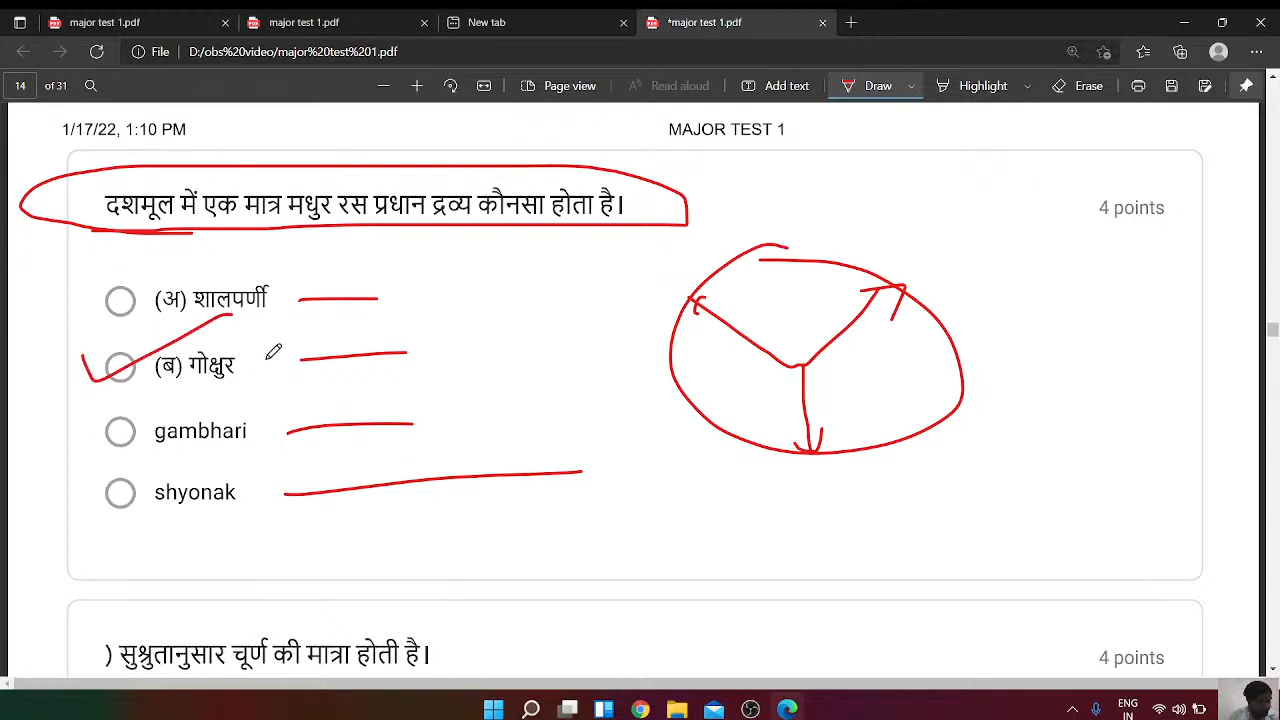 major test 1.pdf
major test 1.pdf
New tab
*major test 1.pdf
File D:/obs%20video/major%20test%201.pdf
14 of 31
Page view
Read aloud
Add text
Draw
Highlight
Erase
1/17/22, 1:10 PM
MAJOR TEST 1
दशमूल में एक मात्र मधुर रस प्रधान द्रव्य कौनसा होता है।
4 points
(अ) शालपर्णी
(ब) गोक्षुर
gambhari
shyonak
) सुश्रुतानुसार चूर्ण की मात्रा होती है।
4 points
ENG
IN